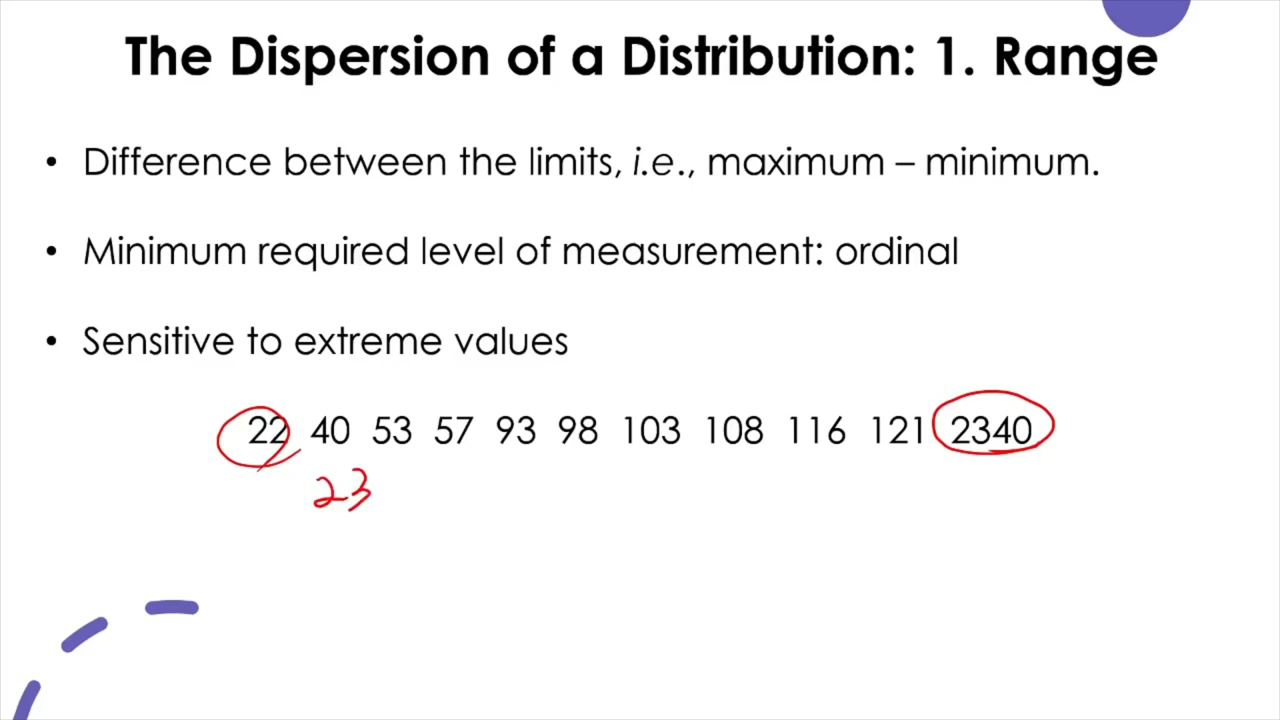 The Dispersion of a Distribution: 1. Range
• Difference between the limits, i.e., maximum – minimum.
• Minimum required level of measurement: ordinal
• Sensitive to extreme values
22 40 53 57 93 98 103 108 116 121 2340
23